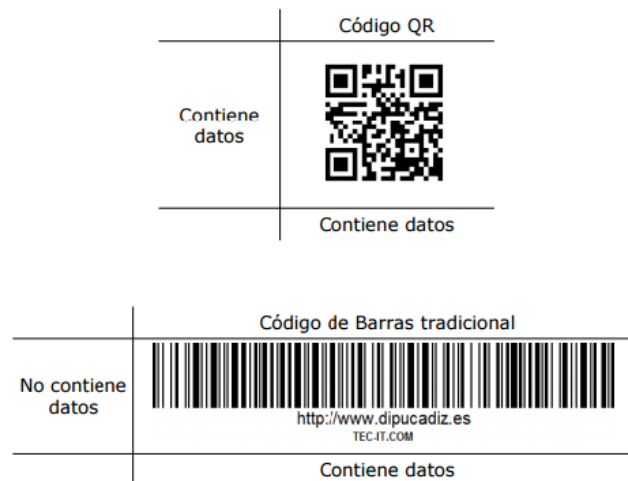 Código QR
Contiene
datos
Contiene datos
Código de Barras tradicional
No contiene
datos
http://www.dipucadiz.es
TEC-IT.COM
Contiene datos